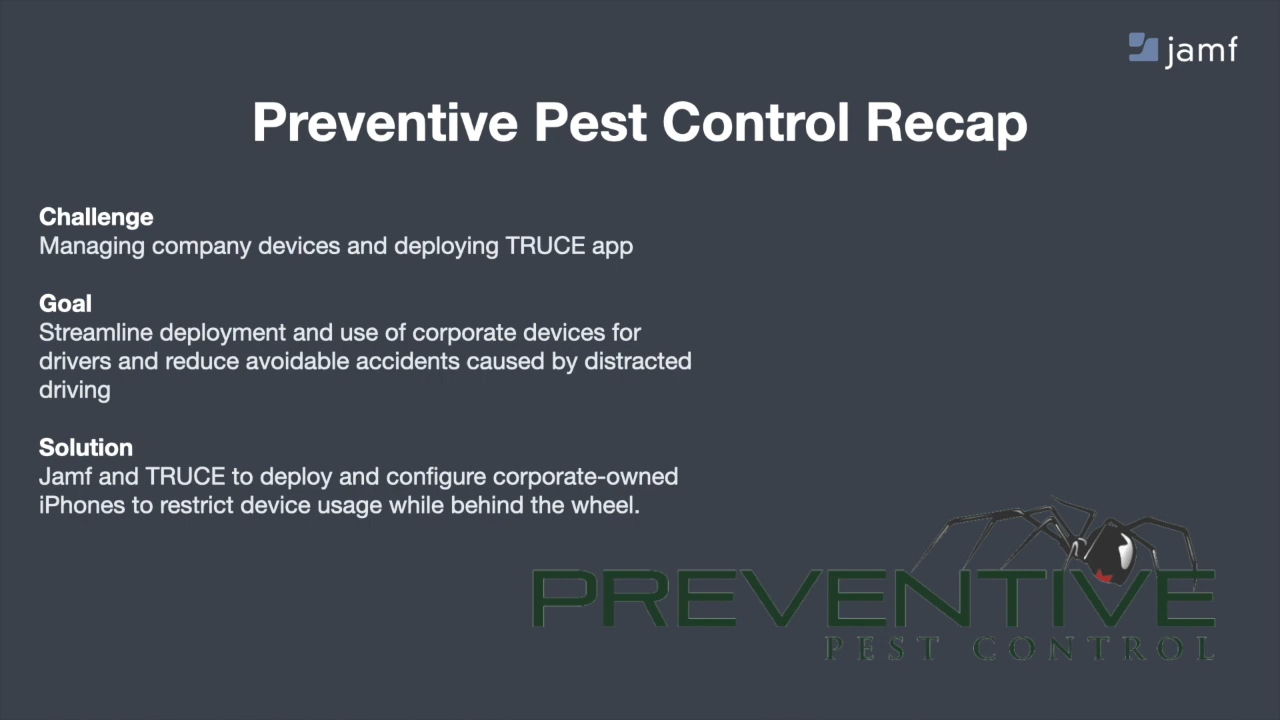 jamf
Preventive Pest Control Recap
Challenge
Managing company devices and deploying TRUCE app
Goal
Streamline deployment and use of corporate devices for
drivers and reduce avoidable accidents caused by distracted
driving
Solution
Jamf and TRUCE to deploy and configure corporate-owned
iPhones to restrict device usage while behind the wheel.
PREVENTIVE
PEST CONTROL